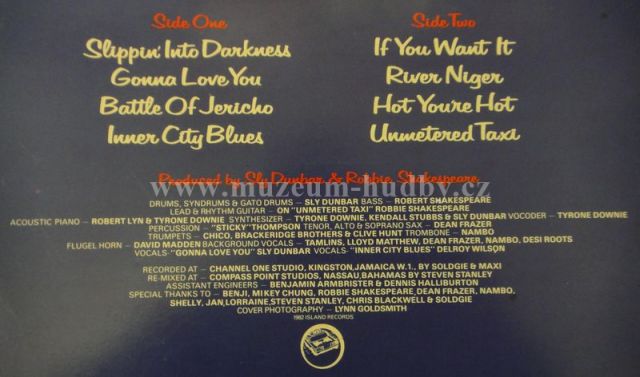 Side One
Slippin' Into Darkness
Gonna Love You
Battle Of Jericho
Inner City Blues
Side Two
If You Want It
River Niger
Hot You're Hot
Unmetered Taxi
Produced by Sly Dunbar & Robbie Shakespeare
www.muzeum-hudby.cz
DRUMS, SYNDRUMS & GATO DRUMS – SLY DUNBAR BASS – ROBERT SHAKESPEARE
LEAD & RHYTHM GUITAR – ON "UNMETERED TAXI" ROBBIE SHAKESPEARE
ACOUSTIC PIANO – ROBERT LYN & TYRONE DOWNIE SYNTHESIZER – TYRONE DOWNIE, KENDALL STUBBS & SLY DUNBAR VOCODER – TYRONE DOWNIE
PERCUSSION – "STICKY" THOMPSON TENOR, ALTO & SOPRANO SAX – DEAN FRAZER
TRUMPETS – CHICO, BRACKERIDGE BROTHERS & CLIVE HUNT TROMBONE – NAMBO
FLUGEL HORN – DAVID MADDEN BACKGROUND VOCALS – TAMLINS, LLOYD MATTHEW, DEAN FRAZER, NAMBO, DESI ROOTS
VOCALS- "GONNA LOVE YOU" SLY DUNBAR VOCALS- "INNER CITY BLUES" DELROY WILSON
RECORDED AT – CHANNEL ONE STUDIO, KINGSTON, JAMAICA W.1., BY SOLDGIE & MAXI
RE-MIXED AT – COMPASS POINT STUDIOS, NASSAU, BAHAMAS BY STEVEN STANLEY
ASSISTANT ENGINEERS – BENJAMIN ARMBRISTER & DENNIS HALLIBURTON
SPECIAL THANKS TO – BENJI, MIKEY CHUNG, ROBBIE SHAKESPEARE, DEAN FRAZER, NAMBO,
SHELLY, JAN, LORRAINE, STEVEN STANLEY, CHRIS BLACKWELL & SOLDGIE
COVER PHOTOGRAPHY – LYNN GOLDSMITH
1982 ISLAND RECORDS